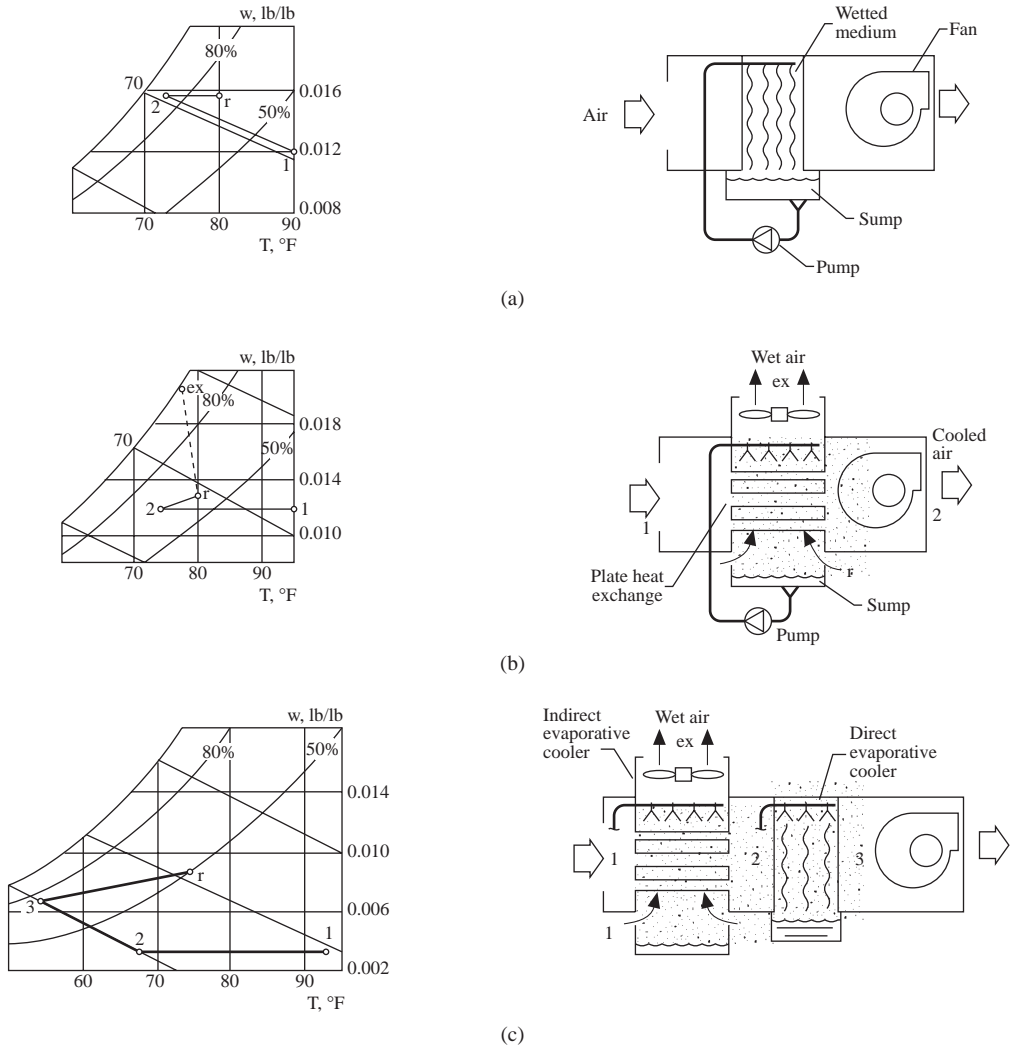 w, lb/lb
80%
70
0.016
2
r
50%
0.012
1
0.008
70
80
90
T, °F
Wetted
medium
Fan
Air
Sump
Pump
(a)
w, lb/lb
ex
80%
0.018
70
50%
0.014
r
2
1
0.010
70
80
90
T, °F
Wet air
ex
Cooled
air
1
2
Plate heat
exchange
r
Sump
Pump
(b)
w, lb/lb
80%
50%
0.014
0.010
r
3
0.006
2
1
0.002
60
70
80
90
T, °F
Indirect
evaporative
cooler
Wet air
ex
Direct
evaporative
cooler
1
2
3
1
(c)